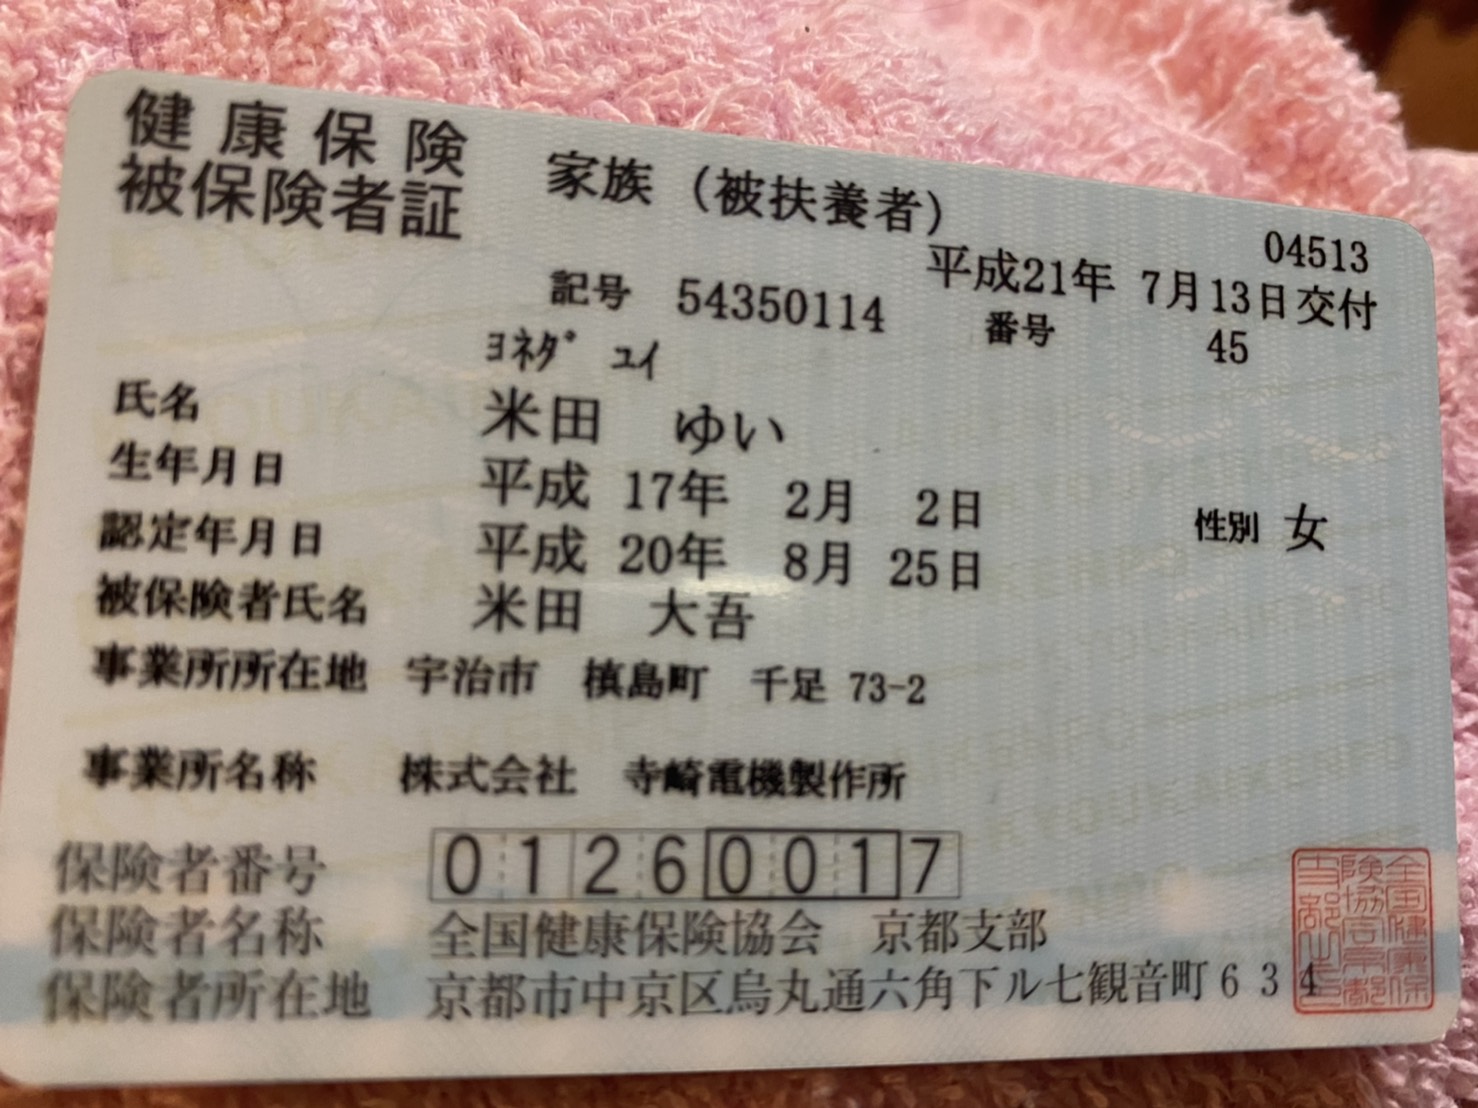 健康保険
被保険者証
家族(被扶養者)
04513
平成21年 7月13日交付
記号 54350114 番号 45
ﾖﾈﾀﾞ ﾕｲ
氏名 米田 ゆい
生年月日 平成 17年 2月 2日 性別 女
認定年月日 平成 20年 8月 25日
被保険者氏名 米田 大吾
事業所所在地 宇治市 槙島町 千足 73-2
事業所名称 株式会社 寺崎電機製作所
保険者番号 01260017
保険者名称 全国健康保険協会 京都支部
保険者所在地 京都市中京区烏丸通六角下ル七観音町634